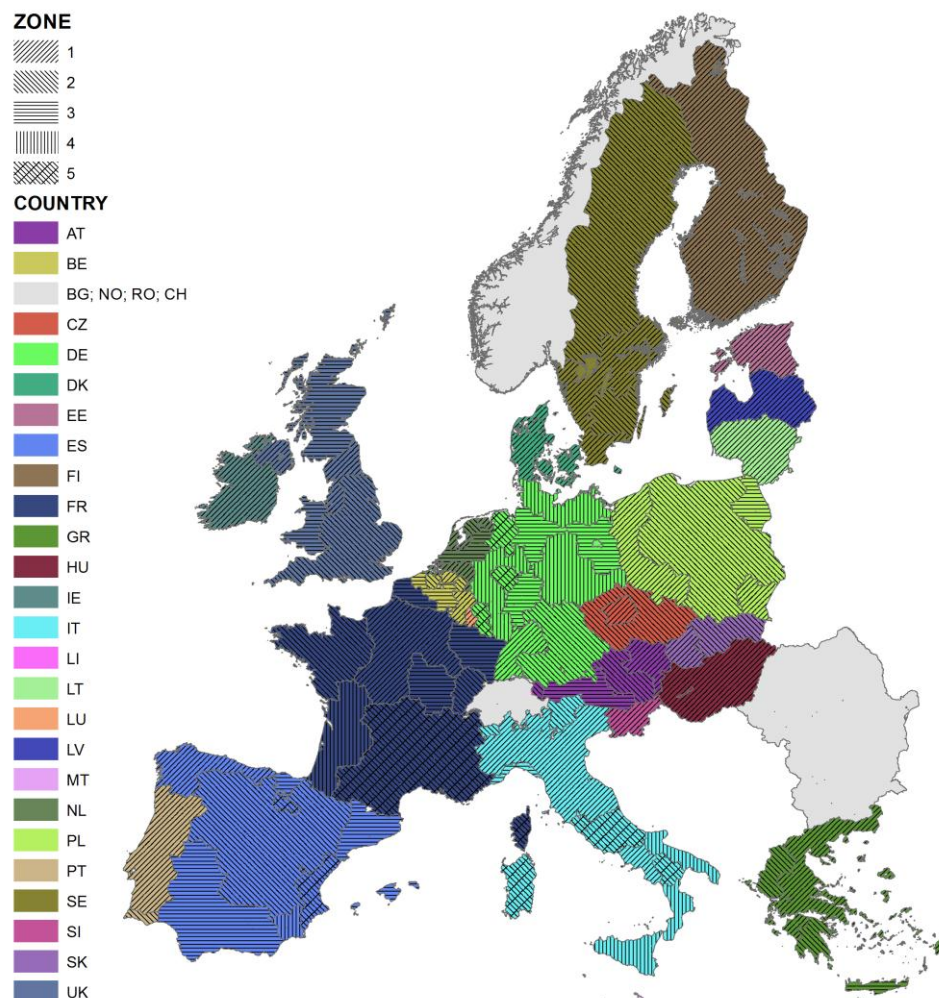 ZONE
1
2
3
4
5
COUNTRY
AT
BE
BG; NO; RO; CH
CZ
DE
DK
EE
ES
FI
FR
GR
HU
IE
IT
LI
LT
LU
LV
MT
NL
PL
PT
SE
SI
SK
UK